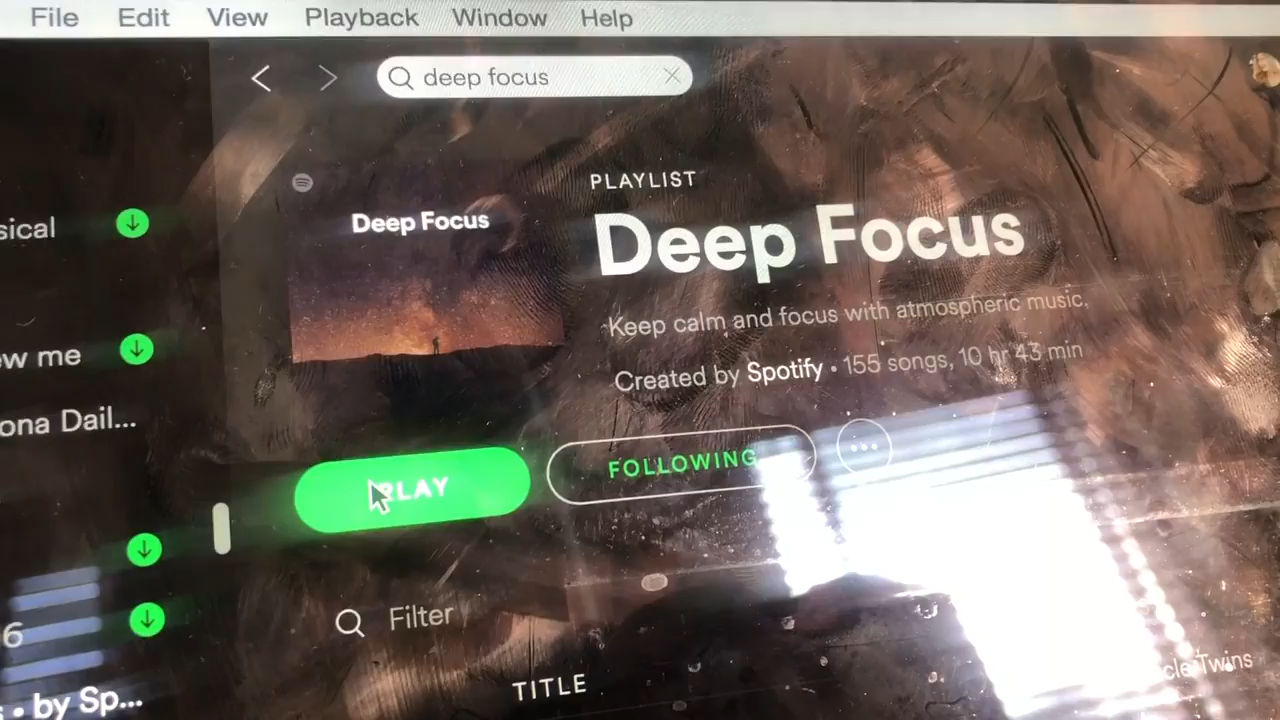 File Edit View Playback Window Help
deep focus
PLAYLIST
Deep Focus
Deep Focus
Keep calm and focus with atmospheric music.
Created by Spotify • 155 songs, 10 hr 43 min
PLAY
FOLLOWING
Filter
TITLE
sical
ew me
ona Dail...
6
s • by Sp...
cle Twins